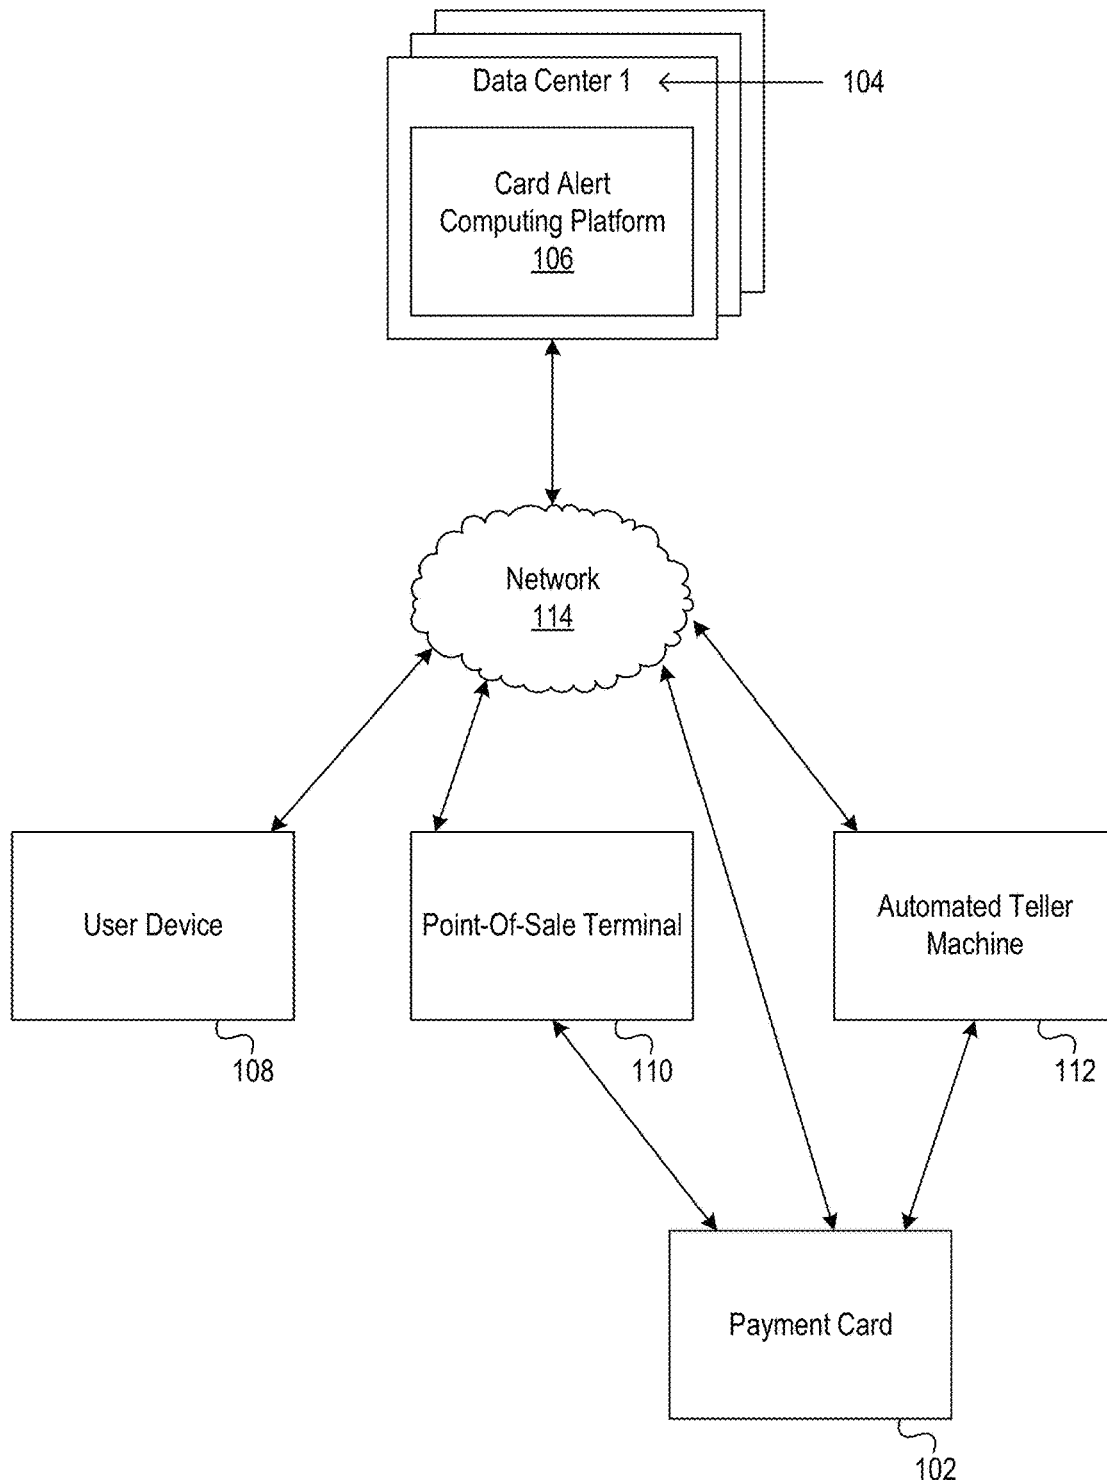 Data Center 1
104
Card Alert
Computing Platform
106
Network
114
User Device
108
Point-Of-Sale Terminal
110
Automated Teller
Machine
112
Payment Card
102